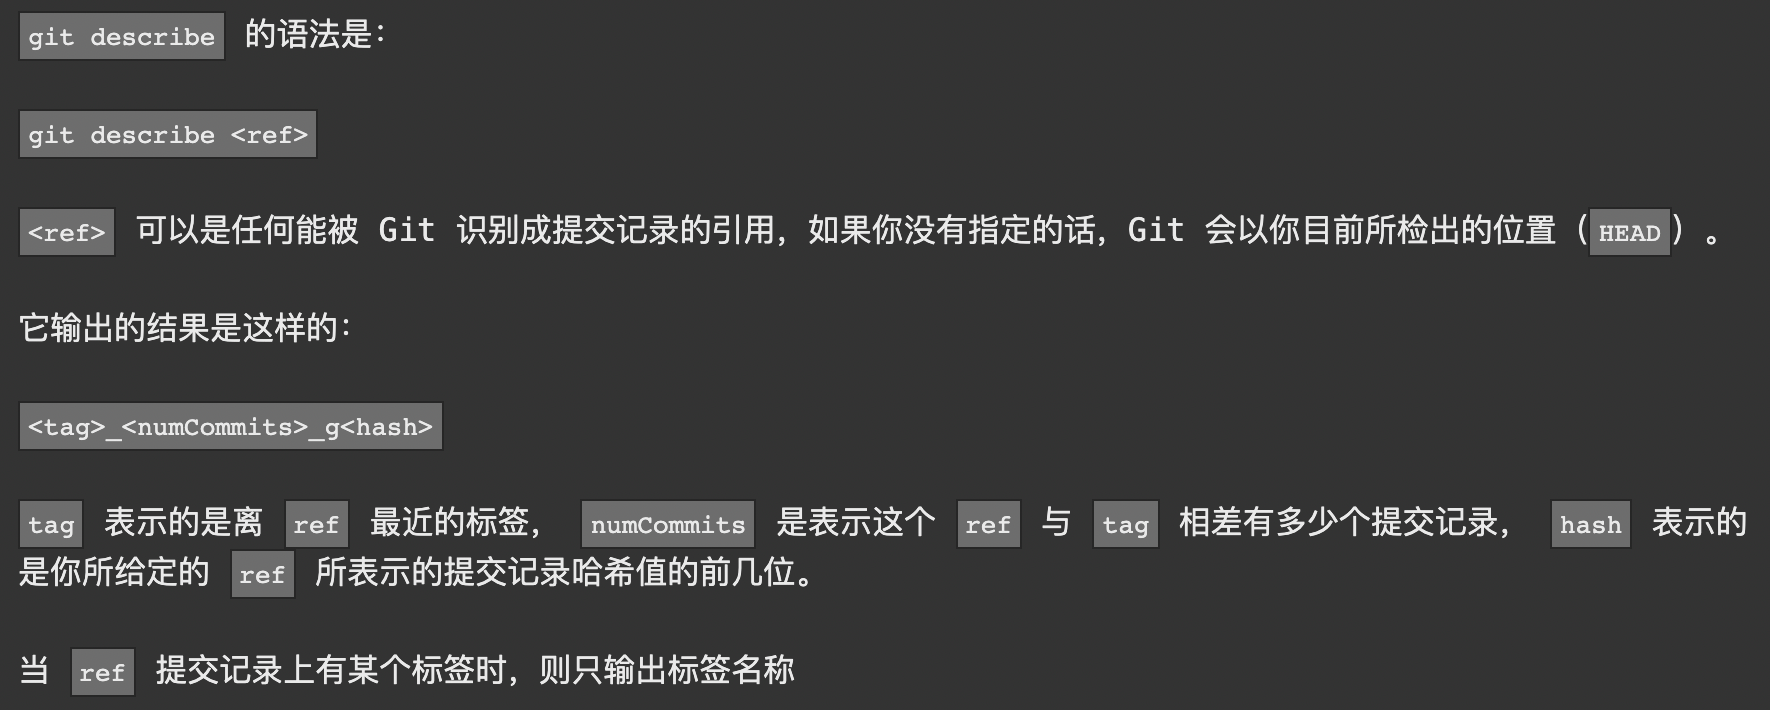 git describe 的语法是：
git describe <ref>
<ref> 可以是任何能被 Git 识别成提交记录的引用，如果你没有指定的话，Git 会以你目前所检出的位置（HEAD）。
它输出的结果是这样的：
<tag>_<numCommits>_g<hash>
tag 表示的是离 ref 最近的标签， numCommits 是表示这个 ref 与 tag 相差有多少个提交记录， hash 表示的
是你所给定的 ref 所表示的提交记录哈希值的前几位。
当 ref 提交记录上有某个标签时，则只输出标签名称